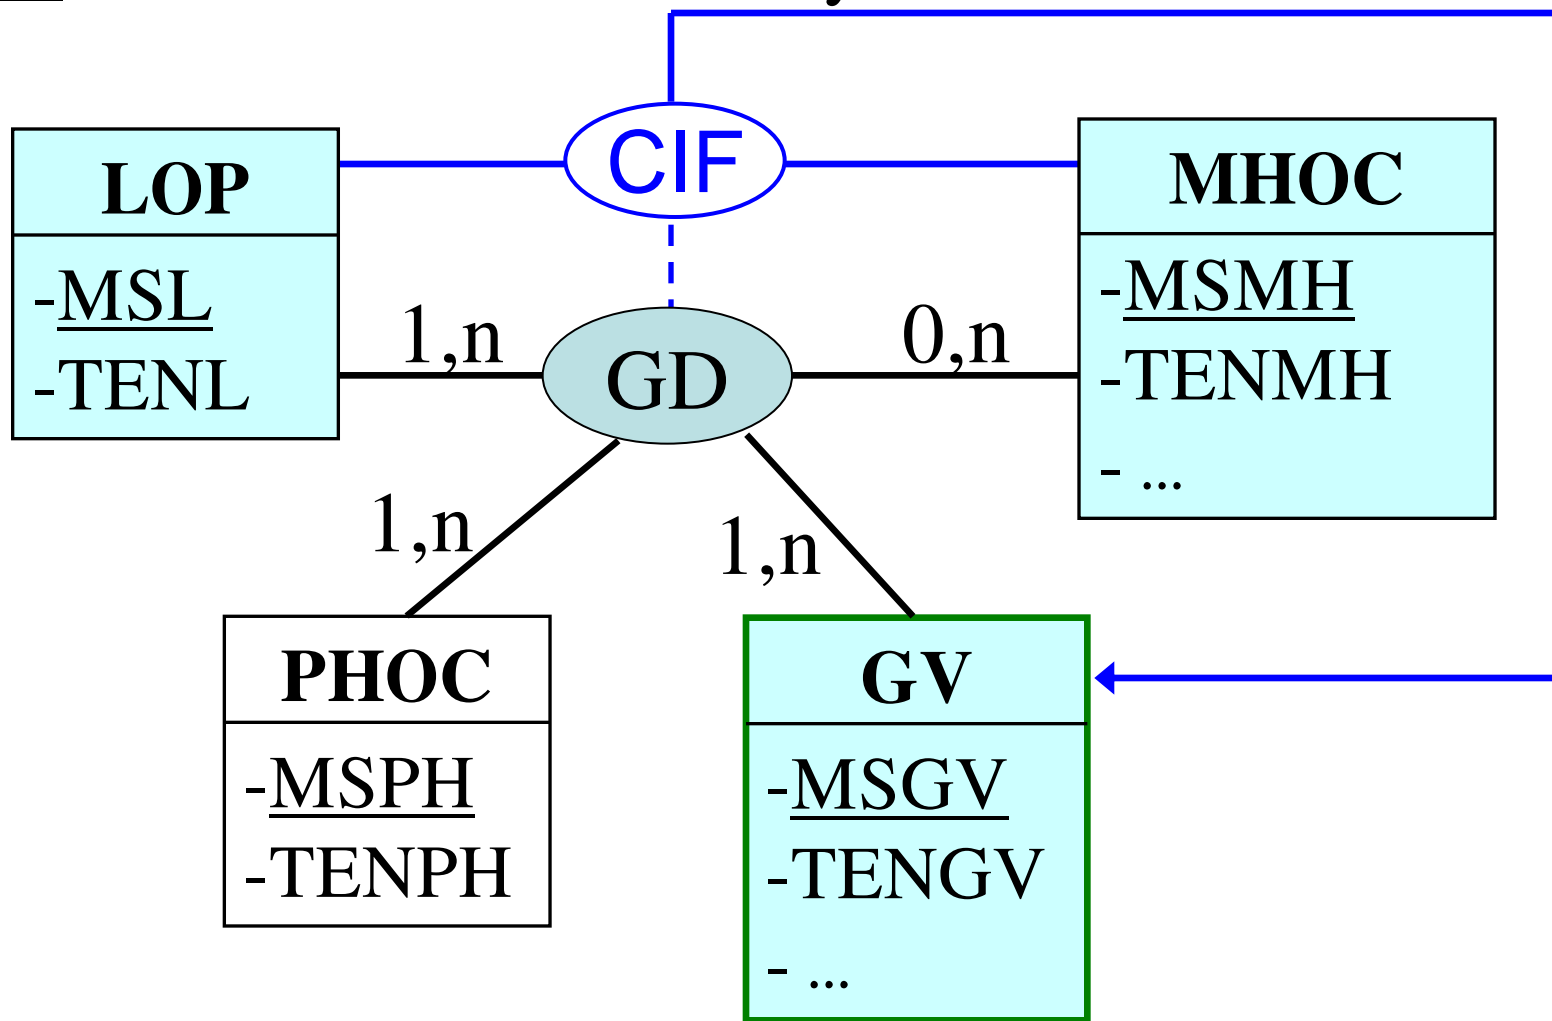 CIF
LOP
-MSL
-TENL
MHOC
-MSMH
-TENMH
- ...
1,n
GD
0,n
1,n
1,n
PHOC
-MSPH
-TENPH
GV
-MSGV
-TENGV
- ...